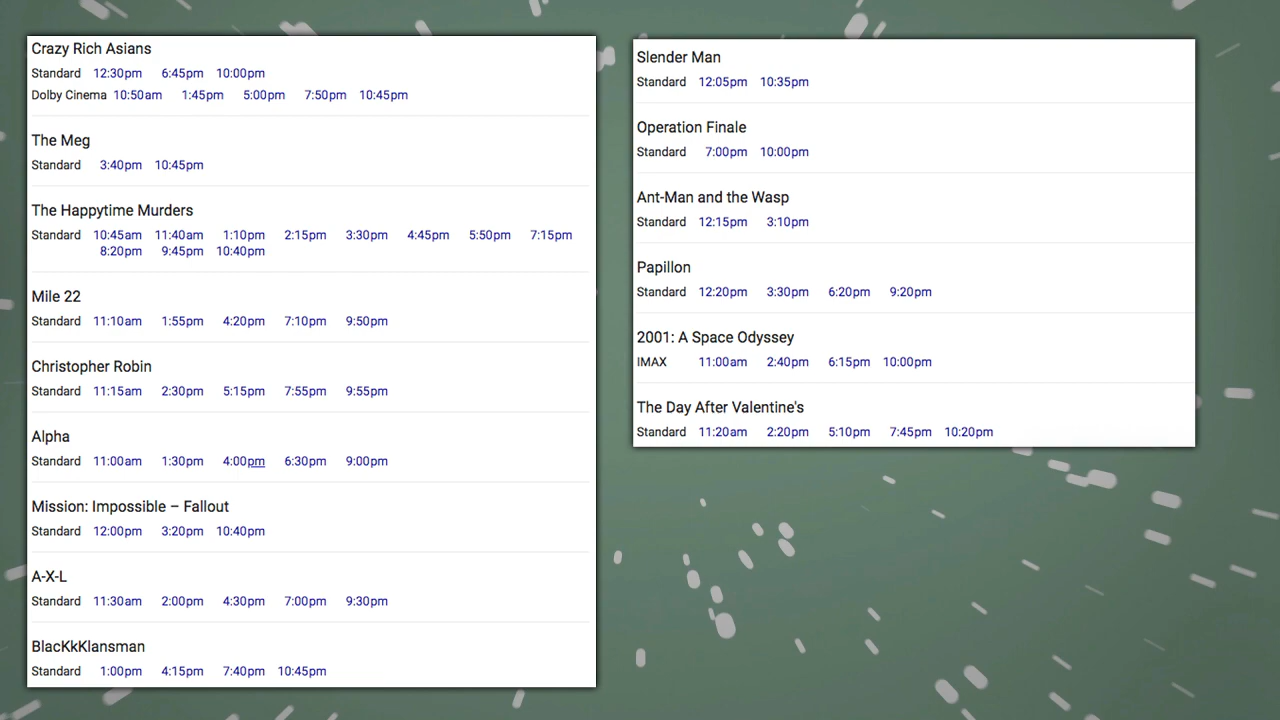 Crazy Rich Asians
Standard 12:30pm 6:45pm 10:00pm
Dolby Cinema 10:50am 1:45pm 5:00pm 7:50pm 10:45pm
The Meg
Standard 3:40pm 10:45pm
The Happytime Murders
Standard 10:45am 11:40am 1:10pm 2:15pm 3:30pm 4:45pm 5:50pm 7:15pm
8:20pm 9:45pm 10:40pm
Mile 22
Standard 11:10am 1:55pm 4:20pm 7:10pm 9:50pm
Christopher Robin
Standard 11:15am 2:30pm 5:15pm 7:55pm 9:55pm
Alpha
Standard 11:00am 1:30pm 4:00pm 6:30pm 9:00pm
Mission: Impossible – Fallout
Standard 12:00pm 3:20pm 10:40pm
A-X-L
Standard 11:30am 2:00pm 4:30pm 7:00pm 9:30pm
BlacKkKlansman
Standard 1:00pm 4:15pm 7:40pm 10:45pm
Slender Man
Standard 12:05pm 10:35pm
Operation Finale
Standard 7:00pm 10:00pm
Ant-Man and the Wasp
Standard 12:15pm 3:10pm
Papillon
Standard 12:20pm 3:30pm 6:20pm 9:20pm
2001: A Space Odyssey
IMAX 11:00am 2:40pm 6:15pm 10:00pm
The Day After Valentine's
Standard 11:20am 2:20pm 5:10pm 7:45pm 10:20pm